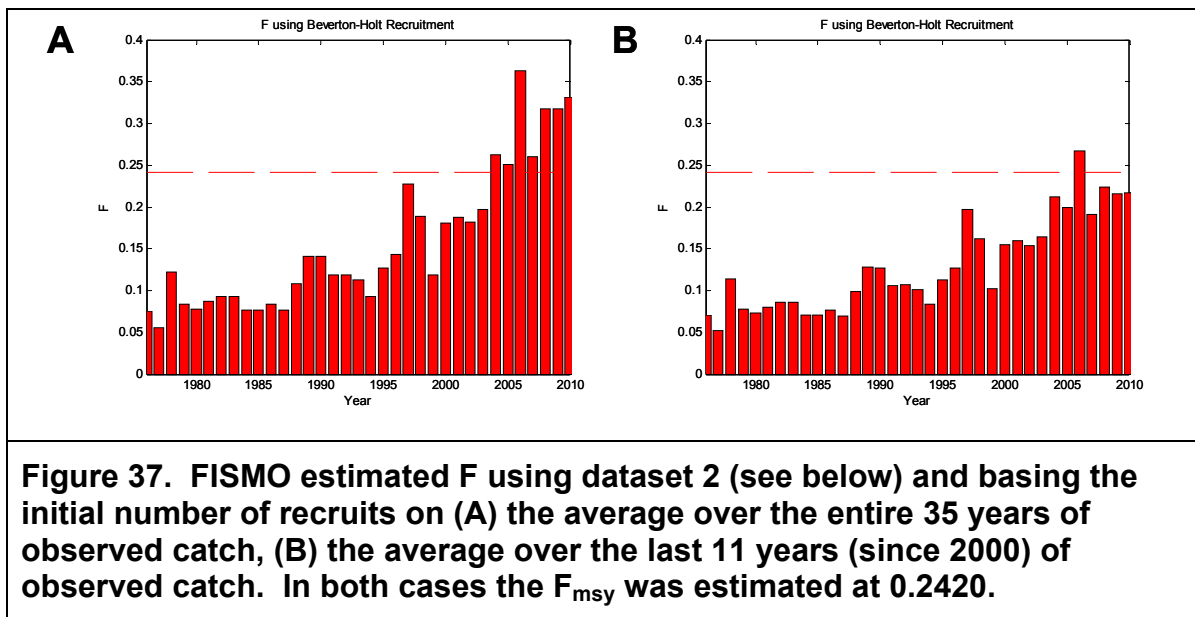 A
F using Beverton-Holt Recruitment
0.4
0.35
0.3
0.25
0.2
0.15
0.1
0.05
0
F
1980 1985 1990 1995 2000 2005 2010
Year
B
F using Beverton-Holt Recruitment
0.4
0.35
0.3
0.25
0.2
0.15
0.1
0.05
0
F
1980 1985 1990 1995 2000 2005 2010
Year
Figure 37. FISMO estimated F using dataset 2 (see below) and basing the
initial number of recruits on (A) the average over the entire 35 years of
observed catch, (B) the average over the last 11 years (since 2000) of
observed catch. In both cases the Fmsy was estimated at 0.2420.